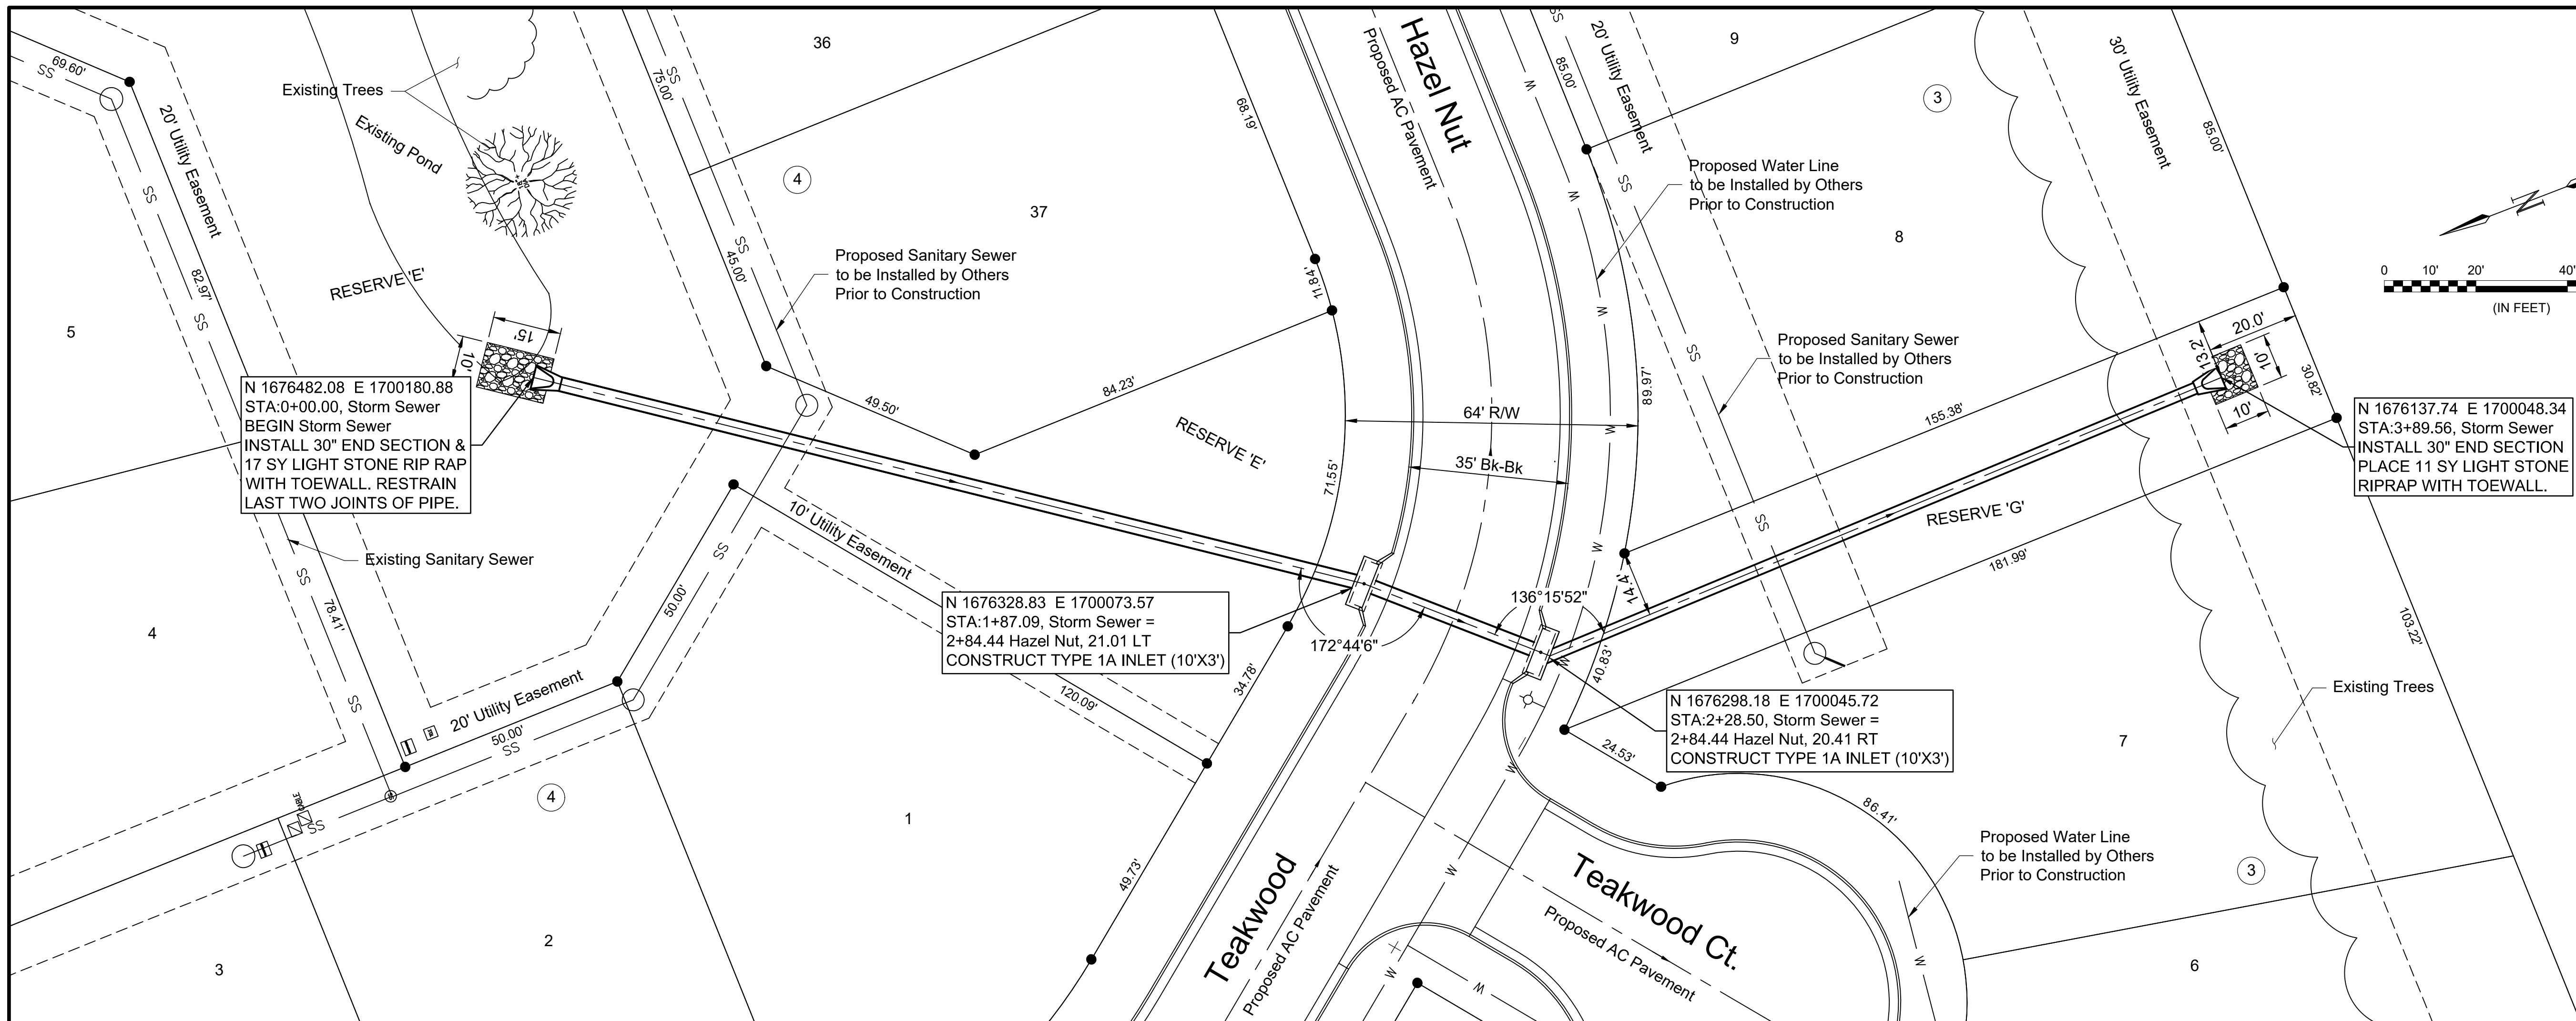 69.60'
SS
20' Utility Easement
SS
82.97'
SS
Existing Trees
Existing Pond
RESERVE 'E'
5
4
15'
10'
N 1676482.08 E 1700180.88
STA:0+00.00, Storm Sewer
BEGIN Storm Sewer
INSTALL 30" END SECTION &
17 SY LIGHT STONE RIP RAP
WITH TOEWALL. RESTRAIN
LAST TWO JOINTS OF PIPE.
Existing Sanitary Sewer
SS
78.41'
SS
20' Utility Easement
50.00'
SS
SS
CABLE
4
3
2
1
50.00'
SS
75.00'
SS
SS
45.00'
36
4
37
Proposed Sanitary Sewer
to be Installed by Others
Prior to Construction
49.50'
84.23'
68.19'
11.84'
RESERVE 'E'
71.55'
10' Utility Easement
120.09'
34.78'
49.73'
N 1676328.83 E 1700073.57
STA:1+87.09, Storm Sewer =
2+84.44 Hazel Nut, 21.01 LT
CONSTRUCT TYPE 1A INLET (10'X3')
172°44'6"
136°15'52"
Hazel Nut
Proposed AC Pavement
64' R/W
35' Bk-Bk
W
W
W
W
W
W
W
W
W
W
W
W
W
W
SS
85.00'
20' Utility Easement
SS
SS
SS
9
3
8
Proposed Water Line
to be Installed by Others
Prior to Construction
89.97'
Proposed Sanitary Sewer
to be Installed by Others
Prior to Construction
155.38'
RESERVE 'G'
181.99'
14.4'
40.83'
24.53'
86.41'
N 1676298.18 E 1700045.72
STA:2+28.50, Storm Sewer =
2+84.44 Hazel Nut, 20.41 RT
CONSTRUCT TYPE 1A INLET (10'X3')
30' Utility Easement
85.00'
N
0 10' 20' 40'
(IN FEET)
13.2'
20.0'
10'
10'
30.82'
N 1676137.74 E 1700048.34
STA:3+89.56, Storm Sewer
INSTALL 30" END SECTION
PLACE 11 SY LIGHT STONE
RIPRAP WITH TOEWALL.
103.22'
Existing Trees
7
Proposed Water Line
to be Installed by Others
Prior to Construction
3
6
Teakwood
Proposed AC Pavement
Teakwood Ct.
Proposed AC Pavement